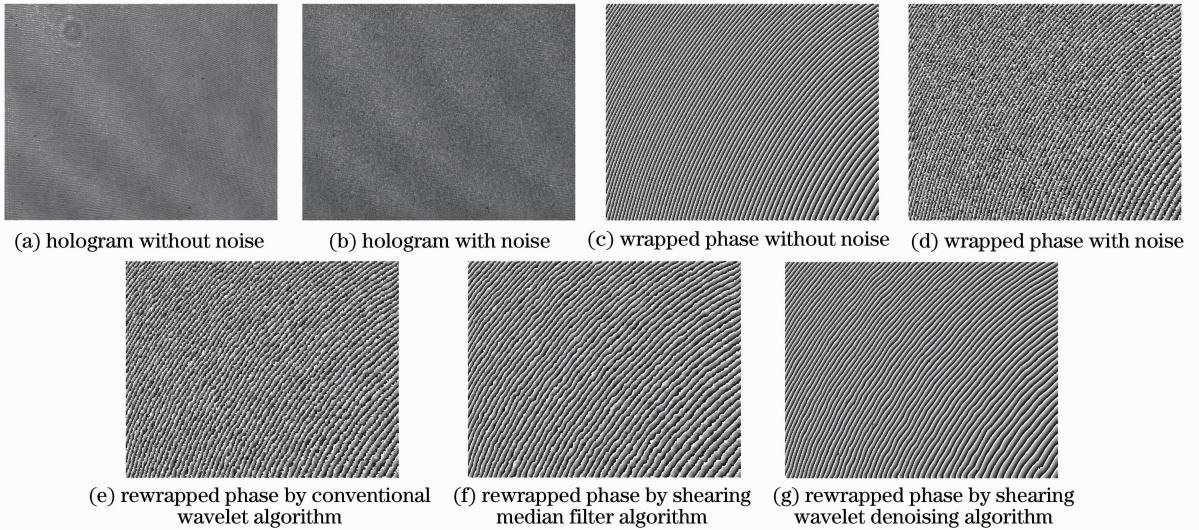 (a) hologram without noise
(b) hologram with noise
(c) wrapped phase without noise
(d) wrapped phase with noise
(e) rewrapped phase by conventional
wavelet algorithm
(f) rewrapped phase by shearing
median filter algorithm
(g) rewrapped phase by shearing
wavelet denoising algorithm